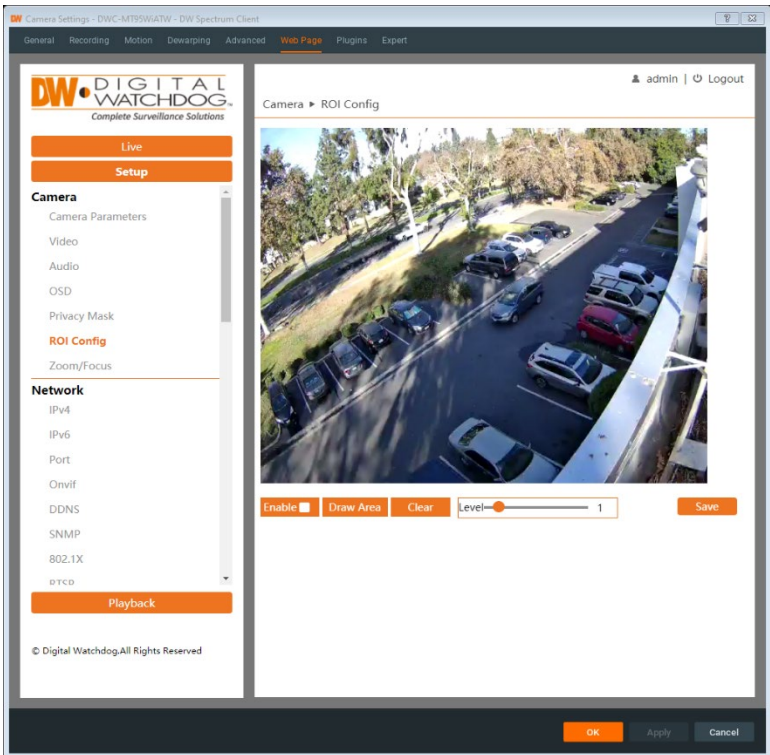 DW Camera Settings - DWC-MT95WiATW - DW Spectrum Client
General Recording Motion Dewarping Advanced Web Page Plugins Expert
DW DIGITAL
WATCHDOG
Complete Surveillance Solutions
admin | Logout
Camera ▸ ROI Config
Live
Setup
Camera
Camera Parameters
Video
Audio
OSD
Privacy Mask
ROI Config
Zoom/Focus
Network
IPv4
IPv6
Port
Onvif
DDNS
SNMP
802.1X
RTSP
Enable Draw Area Clear Level 1 Save
Playback
© Digital Watchdog.All Rights Reserved
OK Apply Cancel